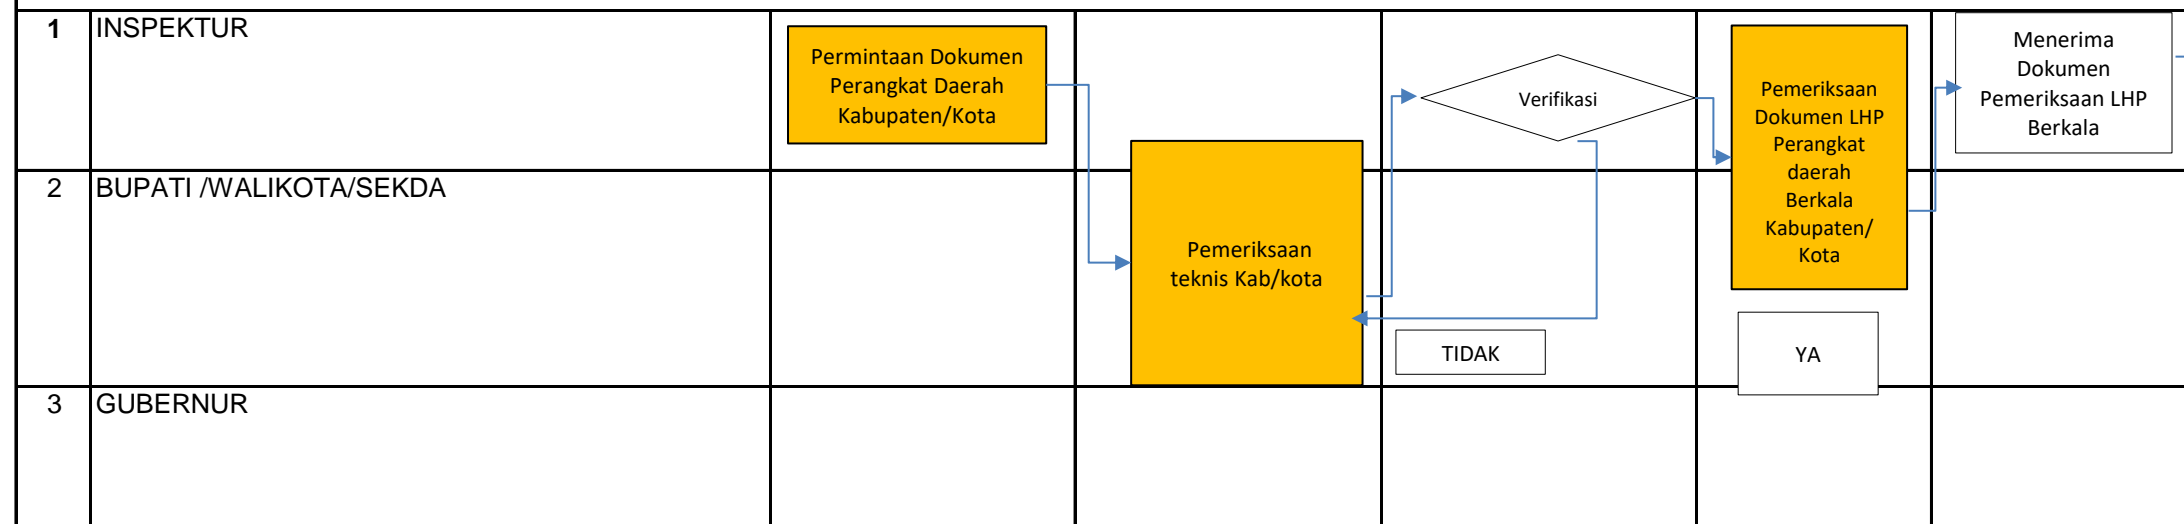 1
INSPEKTUR
Permintaan Dokumen
Perangkat Daerah
Kabupaten/Kota
Verifikasi
Pemeriksaan
Dokumen LHP
Perangkat
daerah
Berkala
Kabupaten/
Kota
Menerima
Dokumen
Pemeriksaan LHP
Berkala
2
BUPATI /WALIKOTA/SEKDA
Pemeriksaan
teknis Kab/kota
TIDAK
YA
3
GUBERNUR